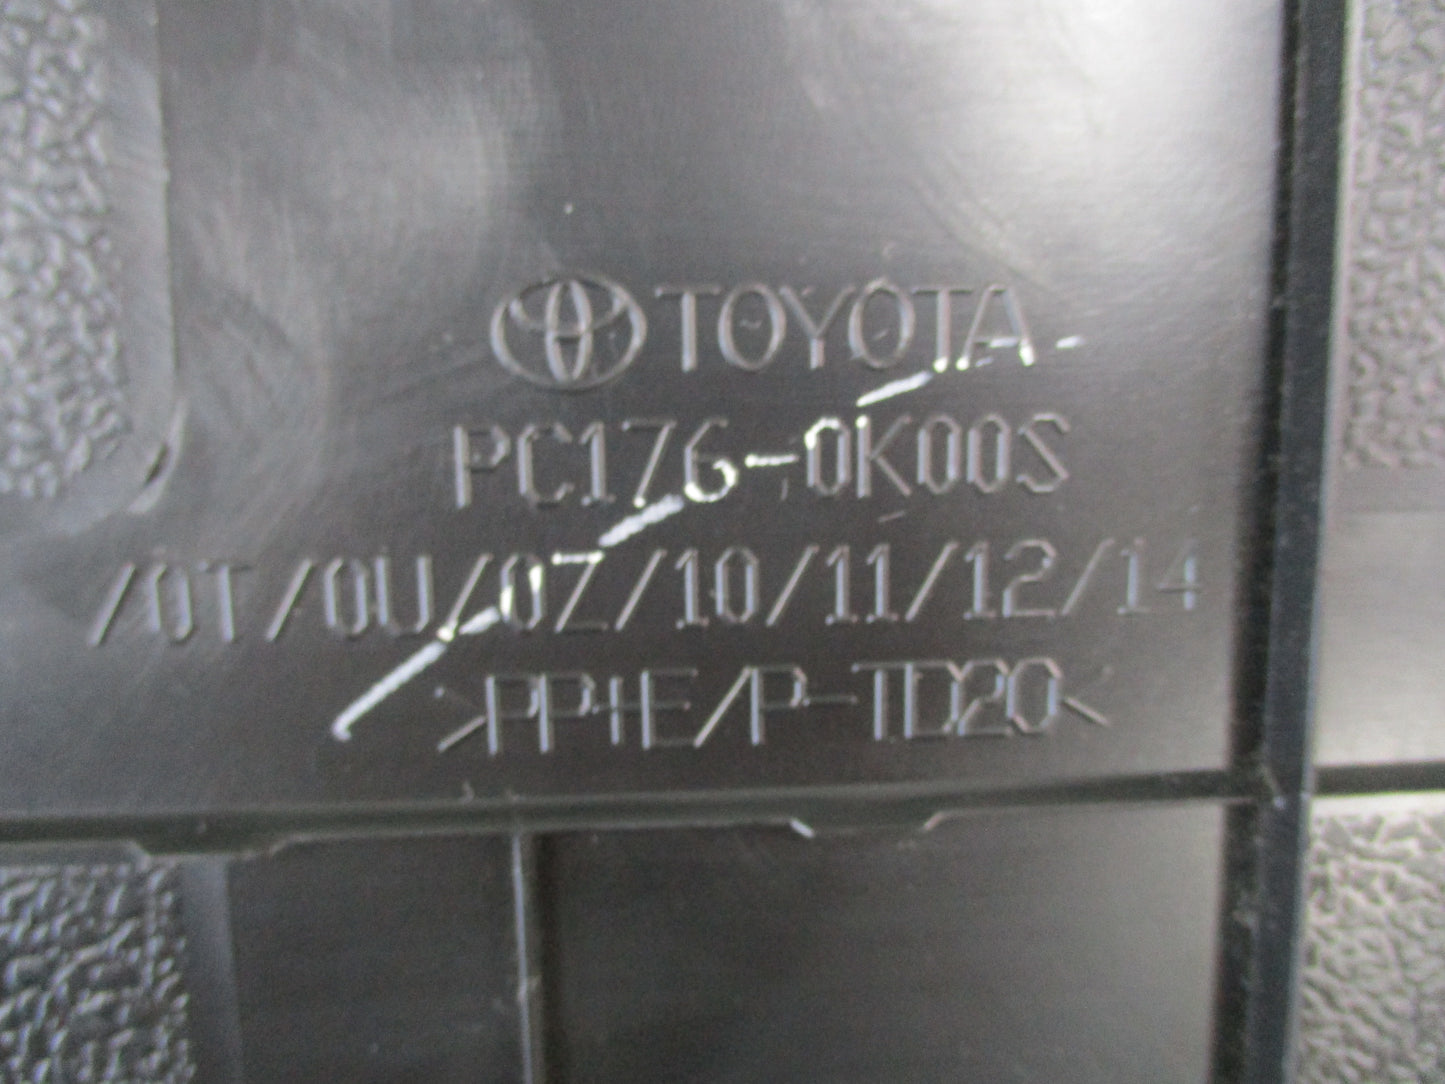 TOYOTA
PC176-0K00S
/0T/0U/0Z/10/11/12/14
>PP+E/P-TD20<